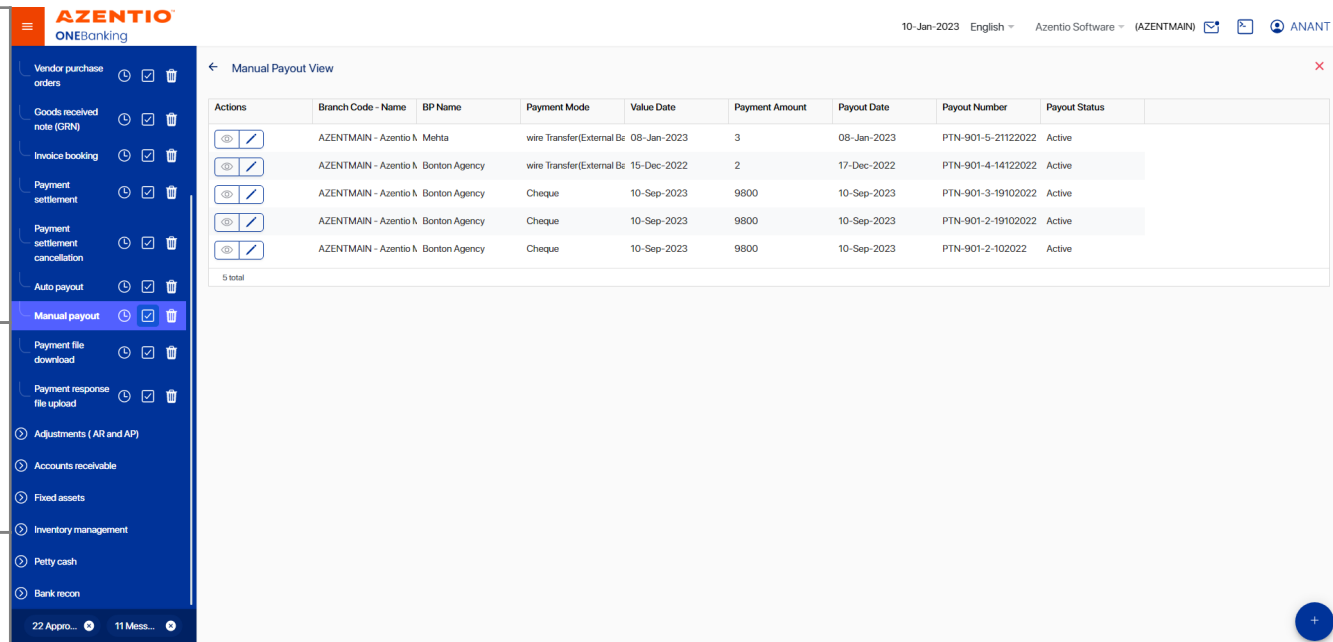 AZENTIO
ONEBanking
10-Jan-2023 English Azentio Software (AZENTMAIN) ANANT
Vendor purchase
orders
Goods received
note (GRN)
Invoice booking
Payment
settlement
Payment
settlement
cancellation
Auto payout
Manual payout
Payment file
download
Payment response
file upload
Adjustments ( AR and AP)
Accounts receivable
Fixed assets
Inventory management
Petty cash
Bank recon
22 Appro... 11 Mess...
Manual Payout View
Actions Branch Code - Name BP Name Payment Mode Value Date Payment Amount Payout Date Payout Number Payout Status
AZENTMAIN - Azentio M Mehta wire Transfer(External Ba 08-Jan-2023 3 08-Jan-2023 PTN-901-5-21122022 Active
AZENTMAIN - Azentio M Bonton Agency wire Transfer(External Ba 15-Dec-2022 2 17-Dec-2022 PTN-901-4-14122022 Active
AZENTMAIN - Azentio M Bonton Agency Cheque 10-Sep-2023 9800 10-Sep-2023 PTN-901-3-19102022 Active
AZENTMAIN - Azentio M Bonton Agency Cheque 10-Sep-2023 9800 10-Sep-2023 PTN-901-2-19102022 Active
AZENTMAIN - Azentio M Bonton Agency Cheque 10-Sep-2023 9800 10-Sep-2023 PTN-901-2-102022 Active
5 total